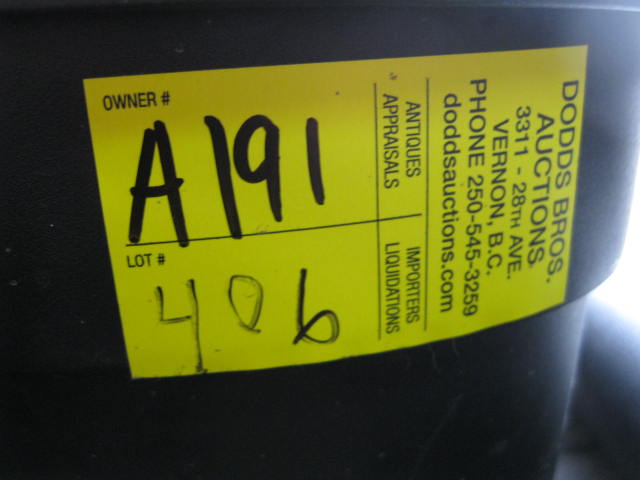 OWNER #
A191
LOT #
406
ANTIQUES
APPRAISALS
IMPORTERS
LIQUIDATIONS
DODDS BROS.
AUCTIONS
3311 - 28TH AVE.
VERNON, B.C.
PHONE 250-545-3259
doddsauctions.com